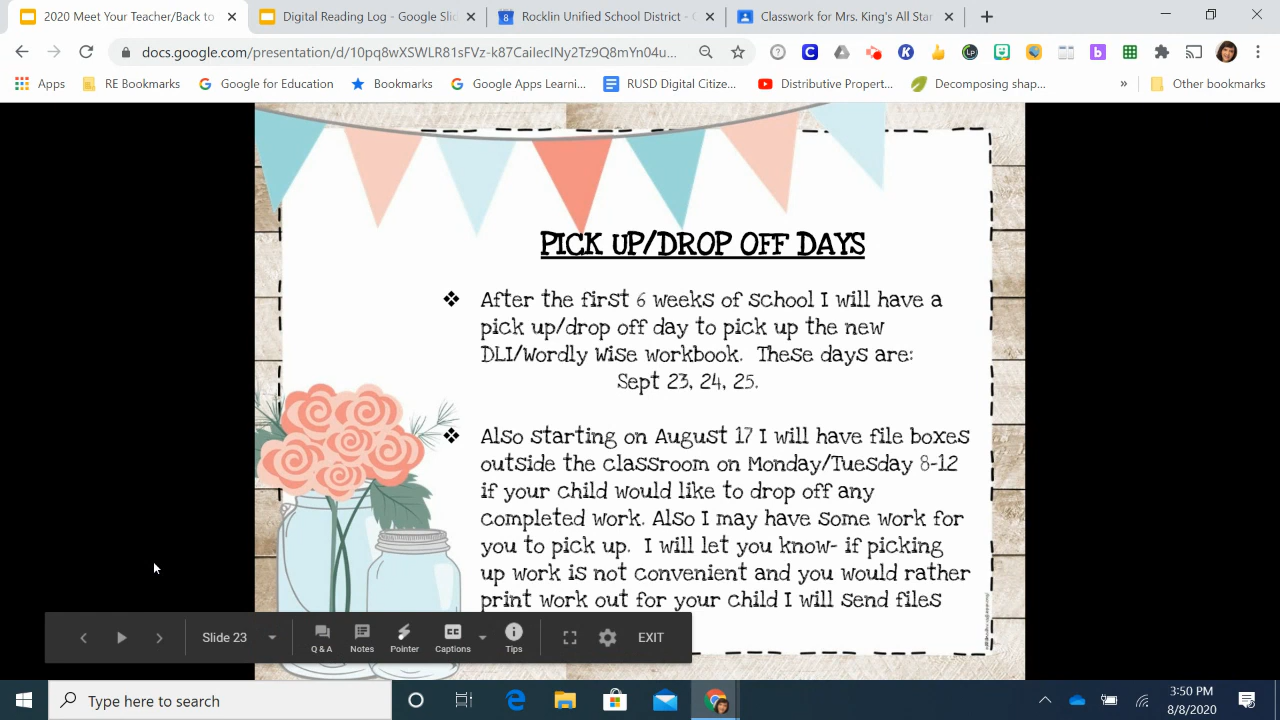 2020 Meet Your Teacher/Back to
Digital Reading Log - Google Sli
Rocklin Unified School District -
Classwork for Mrs. King's All Star
docs.google.com/presentation/d/10pq8wXSWLR81sFVz-k87CaiIecINy2Tz9Q8mYn04u...
Apps
RE Bookmarks
Google for Education
Bookmarks
Google Apps Learni...
RUSD Digital Citize...
Distributive Propert...
Decomposing shap...
»
Other bookmarks
PICK UP/DROP OFF DAYS
❖ After the first 6 weeks of school I will have a
pick up/drop off day to pick up the new
DLI/Wordly Wise workbook. These days are:
Sept 23, 24, 25.
❖ Also starting on August 17 I will have file boxes
outside the classroom on Monday/Tuesday 8-12
if your child would like to drop off any
completed work. Also I may have some work for
you to pick up. I will let you know- if picking
up work is not convenient and you would rather
print work out for your child I will send files
Slide 23
Q & A
Notes
Pointer
Captions
Tips
EXIT
Type here to search
3:50 PM
8/8/2020